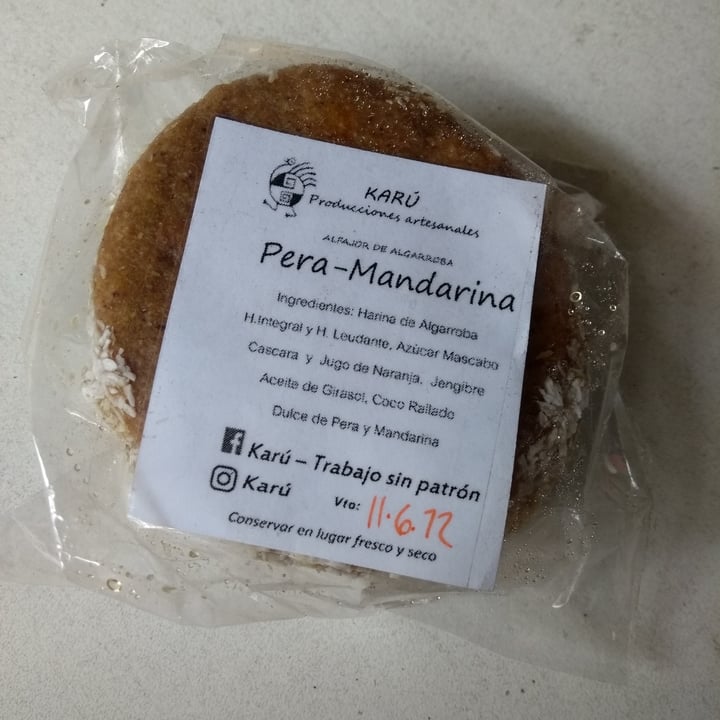 KARÚ
Producciones artesanales
ALFAJOR DE ALGARROBA
Pera-Mandarina
Ingredientes: Harina de Algarroba
H.Integral y H. Leudante, Azúcar Mascabo
Cascara y Jugo de Naranja, Jengibre
Aceite de Girasol, Coco Rallado
Dulce de Pera y Mandarina
Karú – Trabajo sin patrón
Karú
Vto: 11.6.22
Conservar en lugar fresco y seco